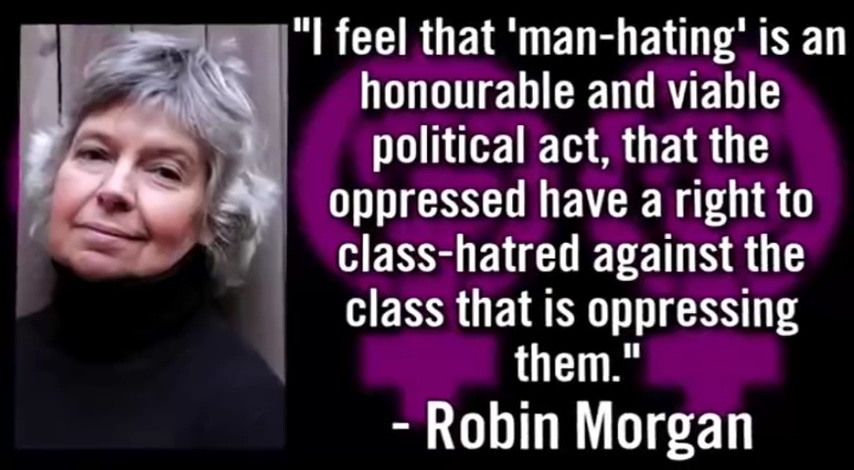 "I feel that 'man-hating' is an
honourable and viable
political act, that the
oppressed have a right to
class-hatred against the
class that is oppressing
them."
- Robin Morgan